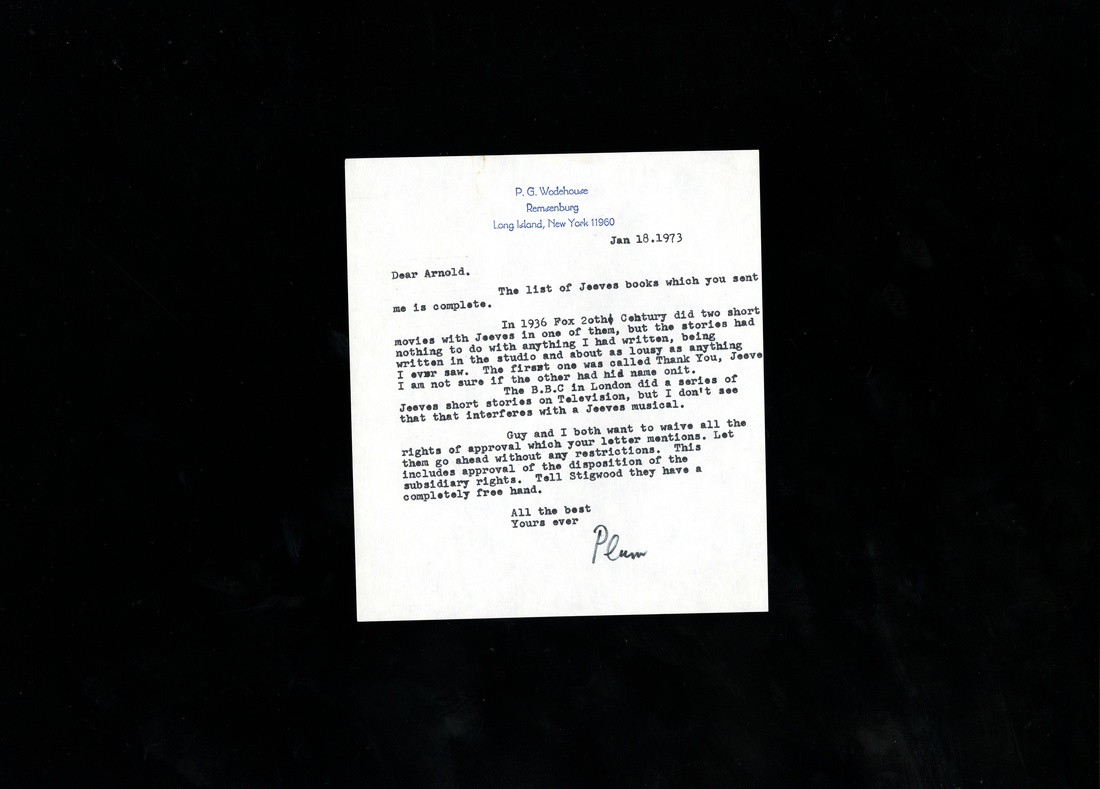 P. G. Wodehouse
Remsenburg
Long Island, New York 11960
Jan 18.1973
Dear Arnold.
The list of Jeeves books which you sent
me is complete.
In 1936 Fox 2oth Cehtury did two short
movies with Jeeves in one of them, but the stories had
nothing to do with anything I had written, being
written in the studio and about as lousy as anything
I ever saw. The first one was called Thank You, Jeeve
I am not sure if the other had hid name onit.
The B.B.C in London did a series of
Jeeves short stories on Television, but I don't see
that that interferes with a Jeeves musical.
Guy and I both want to waive all the
rights of approval which your letter mentions. Let
them go ahead without any restrictions. This
includes approval of the disposition of the
subsidiary rights. Tell Stigwood they have a
completely free hand.
All the best
Yours ever
Plum